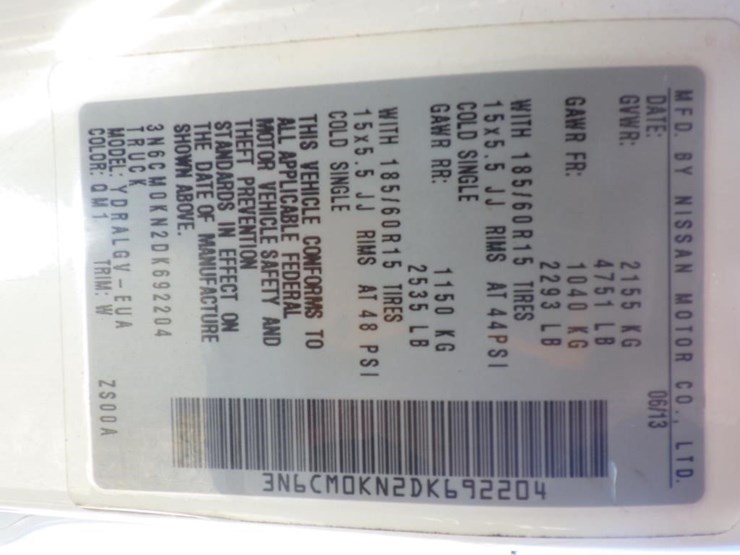 MFD. BY NISSAN MOTOR CO., LTD.
DATE: 06/13
GVWR: 2155 KG
4751 LB
GAWR FR: 1040 KG
2293 LB
WITH 185/60R15 TIRES
15x5.5 JJ RIMS AT 44PSI
COLD SINGLE
GAWR RR: 1150 KG
2535 LB
WITH 185/60R15 TIRES
15x5.5 JJ RIMS AT 48 PSI
COLD SINGLE
THIS VEHICLE CONFORMS TO
ALL APPLICABLE FEDERAL
MOTOR VEHICLE SAFETY AND
THEFT PREVENTION
STANDARDS IN EFFECT ON
THE DATE OF MANUFACTURE
SHOWN ABOVE.
3N6CM0KN2DK692204
TRUCK
MODEL: YDRALGV-EUA
COLOR: QM1 TRIM: W ZS00A
3N6CM0KN2DK692204